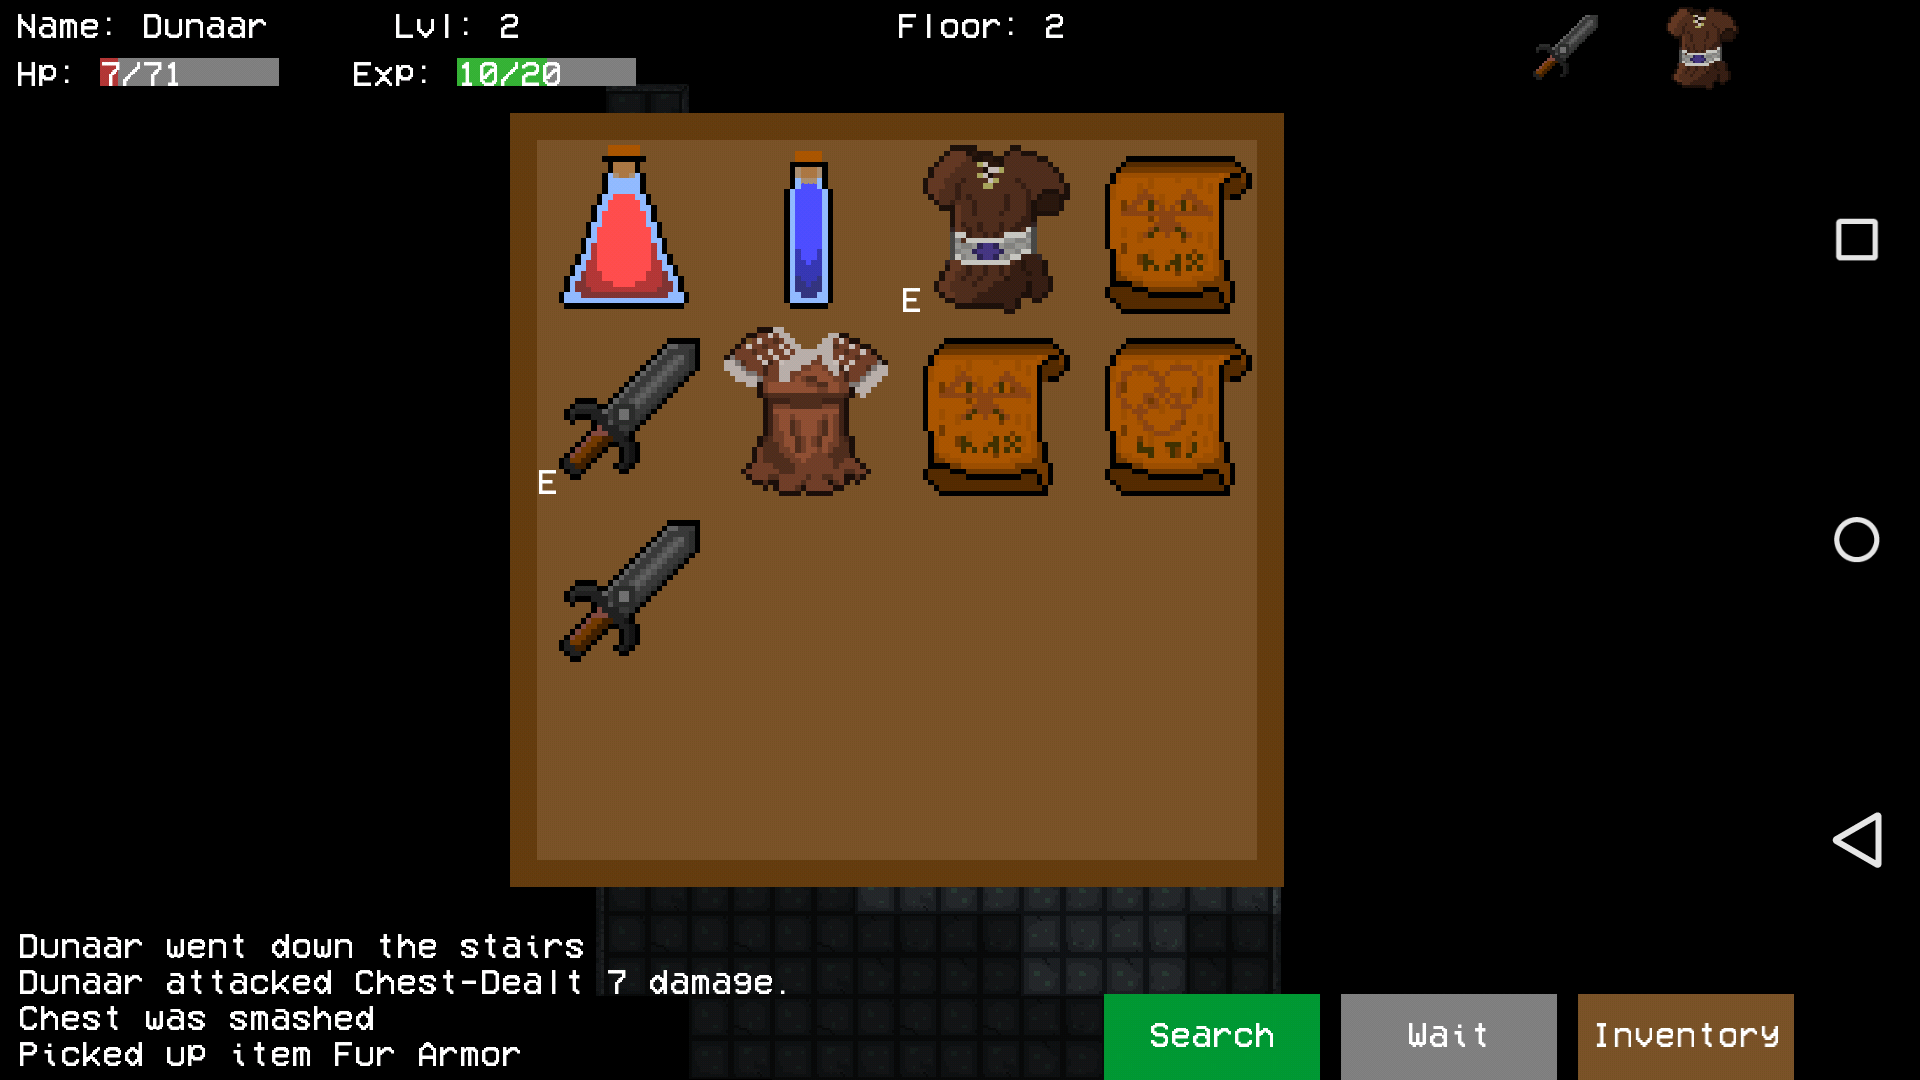 Name: Dunaar Lvl: 2 Floor: 2
Hp: 7/71 Exp: 10/20
E
E
Dunaar went down the stairs
Dunaar attacked Chest-Dealt 7 damage.
Chest was smashed
Picked up item Fur Armor
Search Wait Inventory